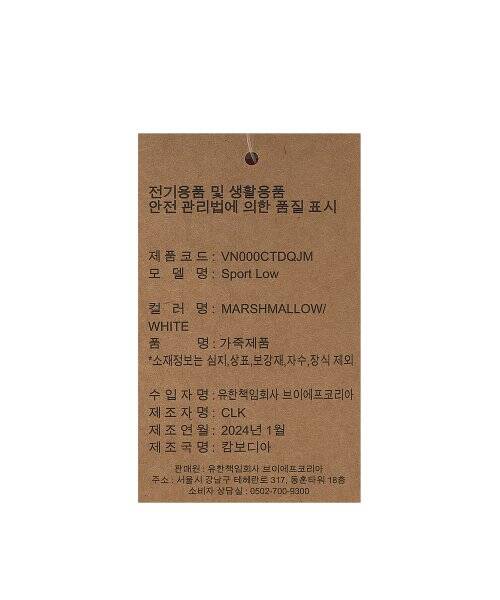 전기용품 및 생활용품
안전 관리법에 의한 품질 표시
제품코드 : VN000CTDQJM
모 델 명 : Sport Low
컬 러 명 : MARSHMALLOW/
WHITE
품 명 : 가죽제품
*소재정보는 심지,상표,보강재,자수,장식 제외
수입자명 : 유한책임회사 브이에프코리아
제조자명 : CLK
제조연월 : 2024년 1월
제조국명 : 캄보디아
판매원 : 유한책임회사 브이에프코리아
주소 : 서울시 강남구 테헤란로 317, 동훈타워 18층
소비자 상담실 : 0502-700-9300